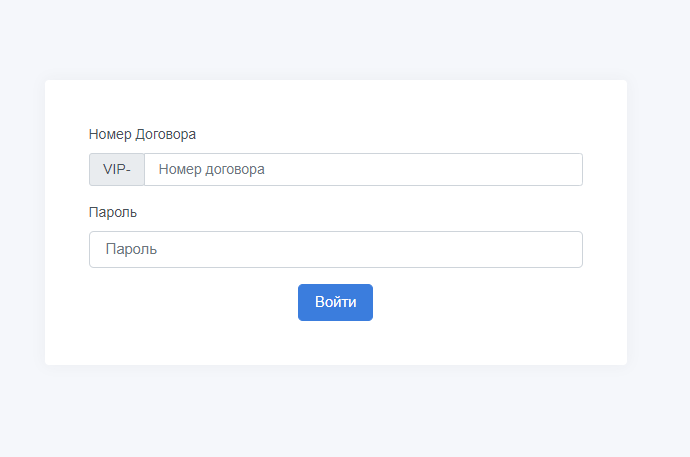 Номер Договора
VIP- Номер договора
Пароль
Пароль
Войти